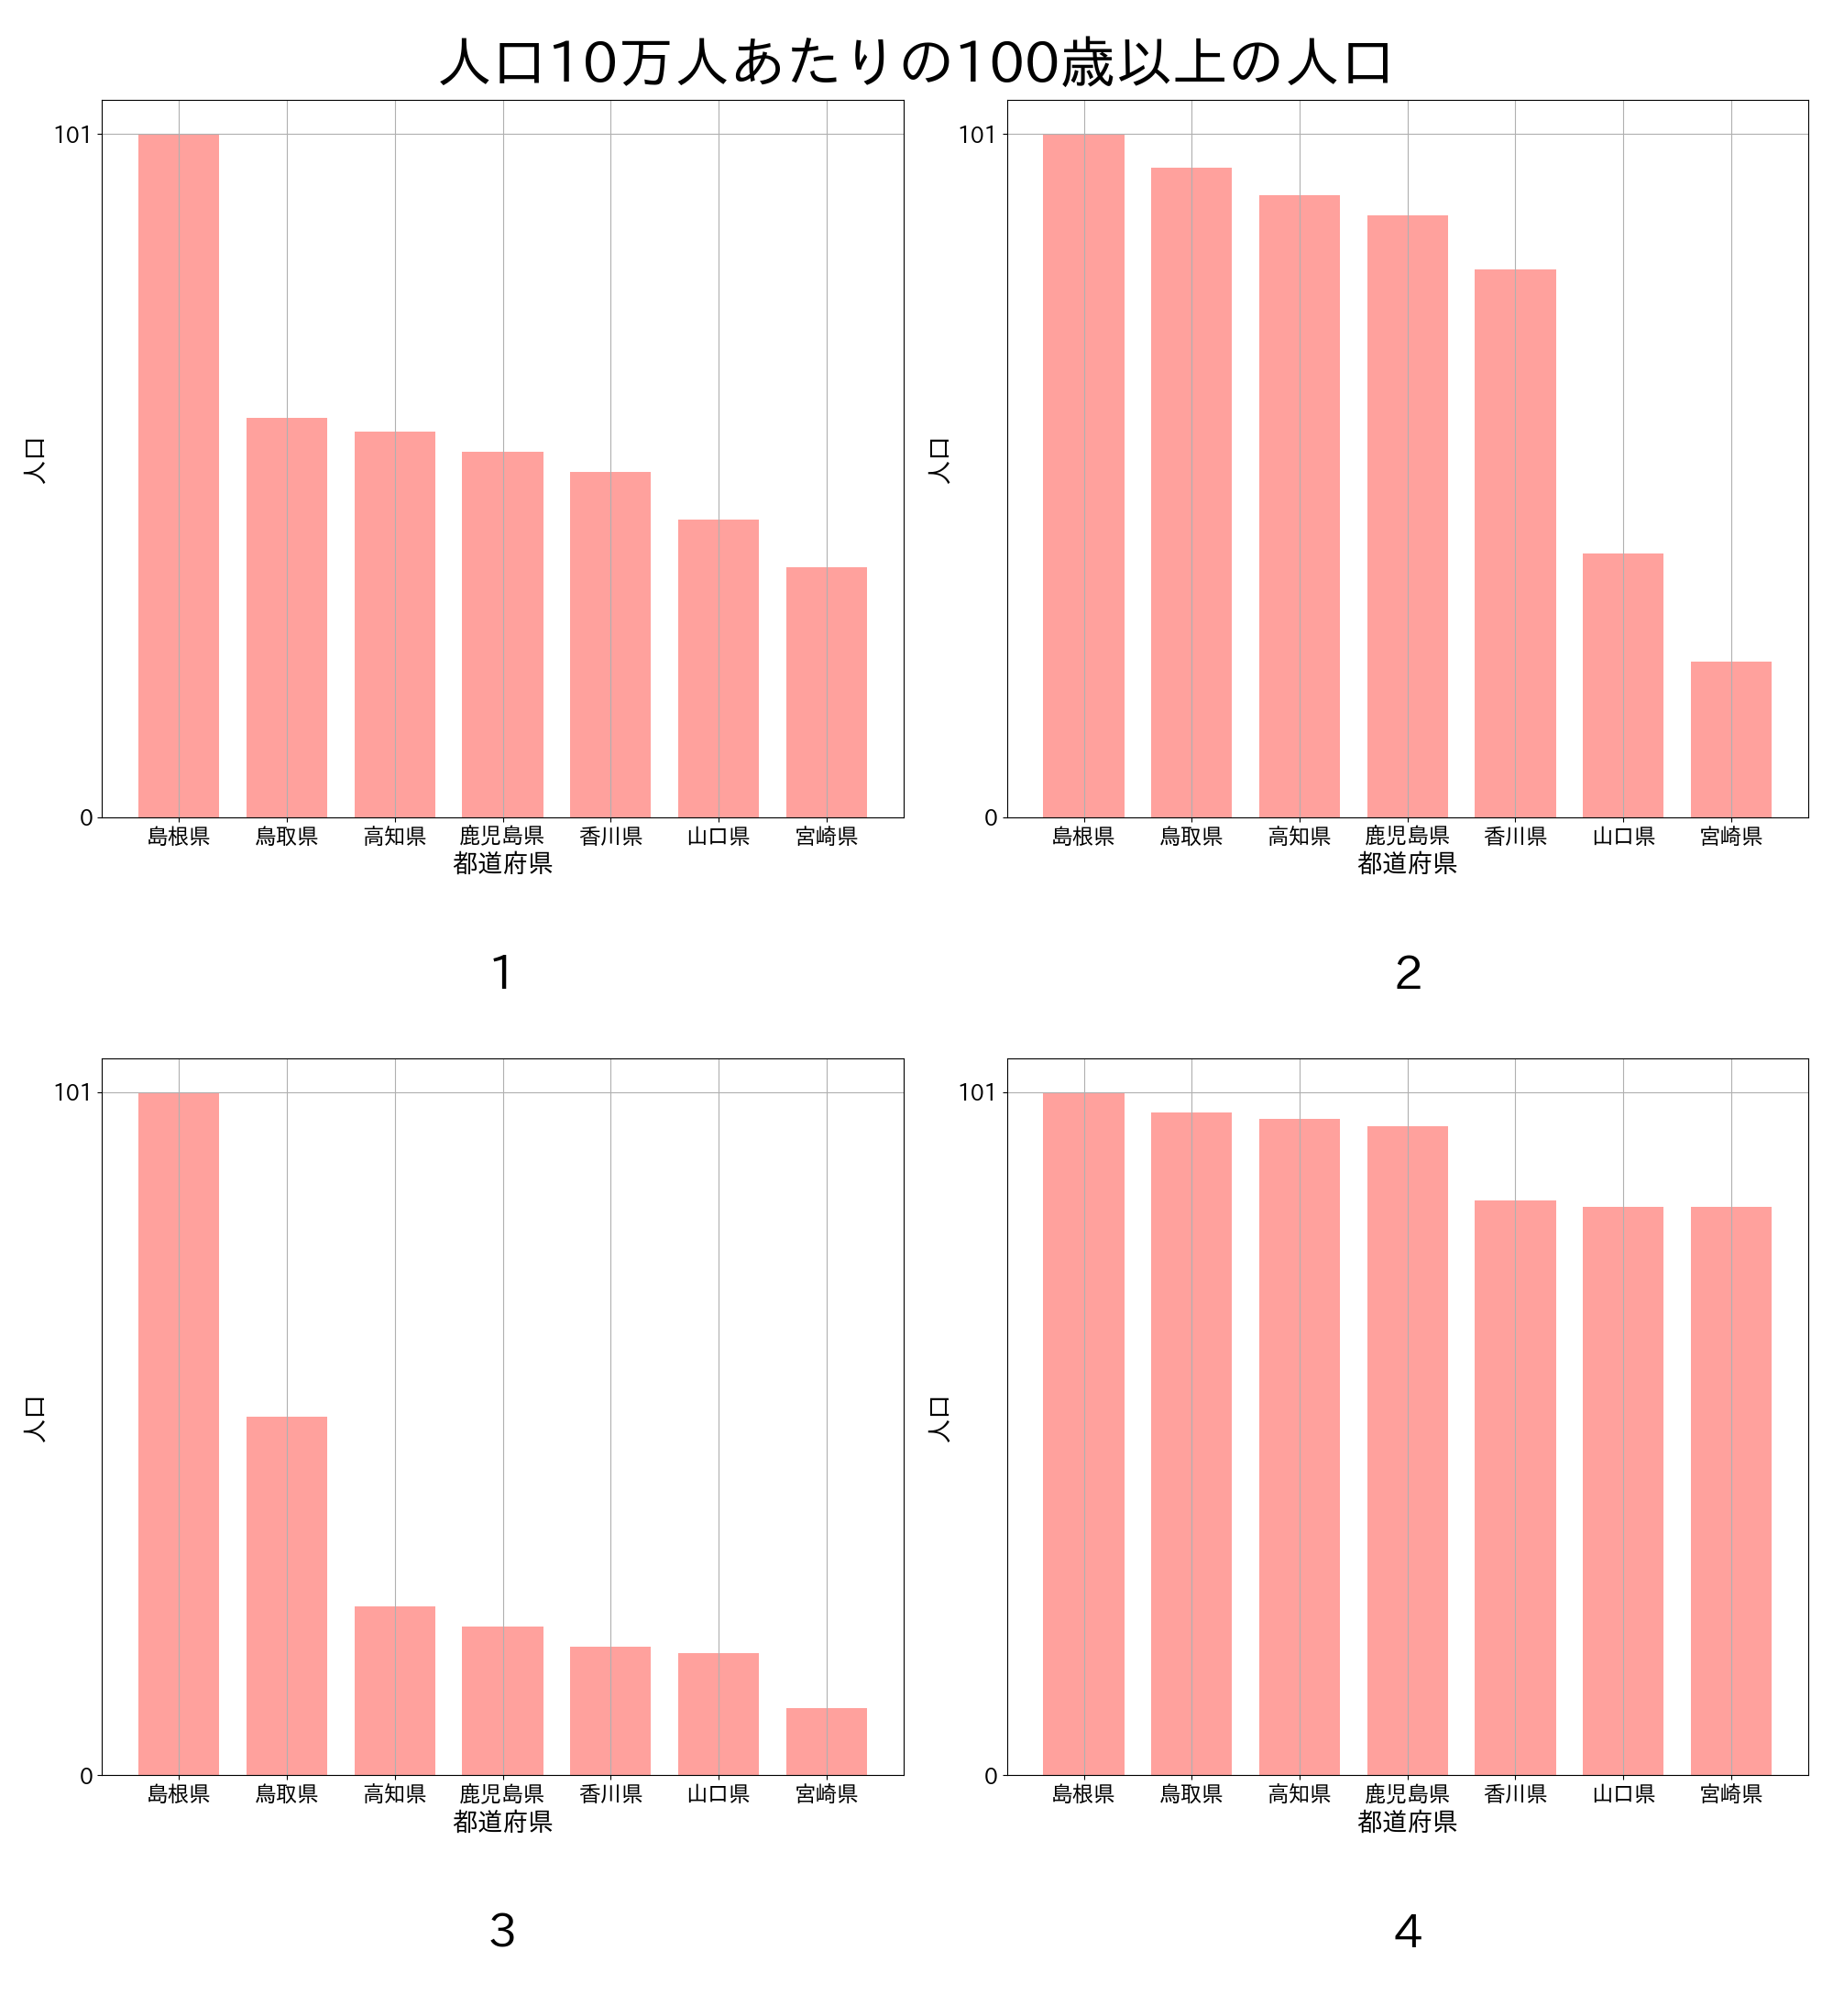 人口10万人あたりの100歳以上の人口
101
0
人口
島根県 鳥取県 高知県 鹿児島県 香川県 山口県 宮崎県
都道府県
1
101
0
人口
島根県 鳥取県 高知県 鹿児島県 香川県 山口県 宮崎県
都道府県
2
101
0
人口
島根県 鳥取県 高知県 鹿児島県 香川県 山口県 宮崎県
都道府県
3
101
0
人口
島根県 鳥取県 高知県 鹿児島県 香川県 山口県 宮崎県
都道府県
4